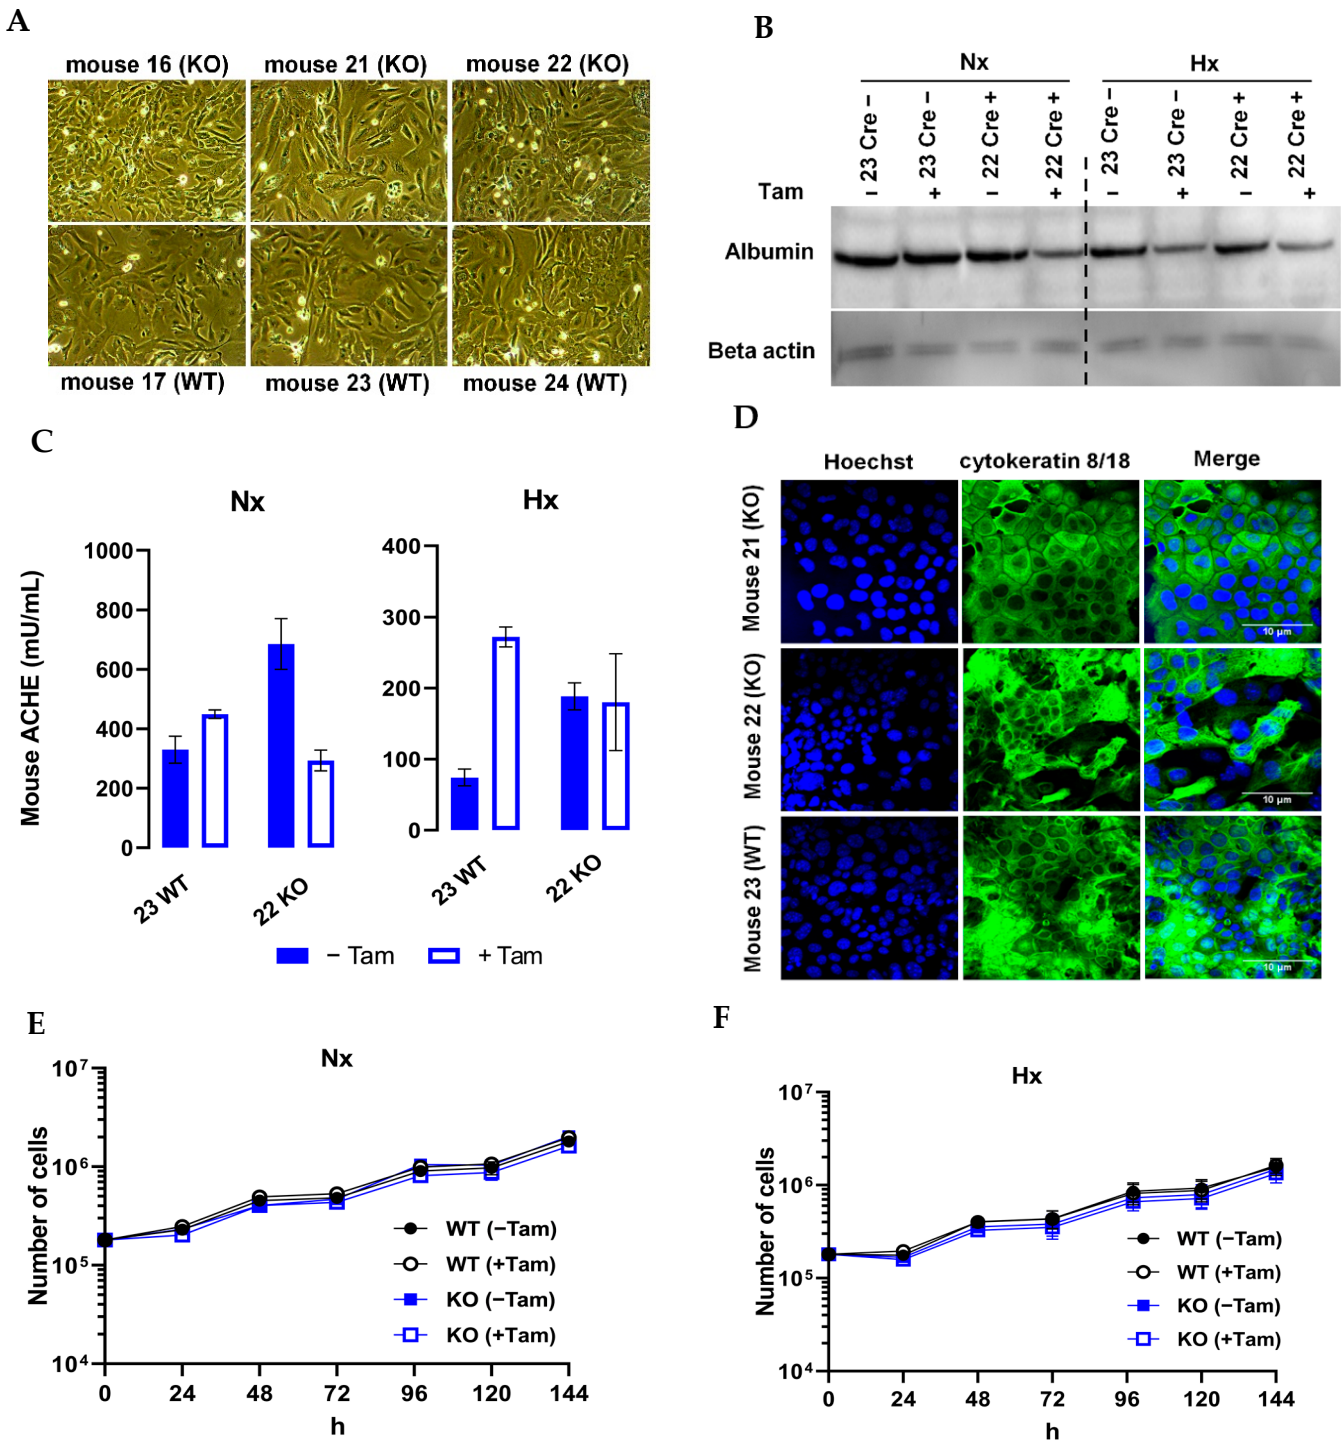 A
mouse 16 (KO) mouse 21 (KO) mouse 22 (KO)
mouse 17 (WT) mouse 23 (WT) mouse 24 (WT)
B
Nx Hx
23 Cre − 23 Cre − 22 Cre + 22 Cre + 23 Cre − 23 Cre − 22 Cre + 22 Cre +
Tam − + − + − + − +
Albumin
Beta actin
C
Nx Hx
Mouse ACHE (mU/mL)
1000
800
600
400
200
0
400
300
200
100
0
23 WT 22 KO 23 WT 22 KO
− Tam + Tam
D
Hoechst cytokeratin 8/18 Merge
Mouse 21 (KO)
10 µm
Mouse 22 (KO)
10 µm
Mouse 23 (WT)
10 µm
E
Nx
Number of cells
10⁷
10⁶
10⁵
10⁴
WT (−Tam)
WT (+Tam)
KO (−Tam)
KO (+Tam)
0 24 48 72 96 120 144
h
F
Hx
Number of cells
10⁷
10⁶
10⁵
10⁴
WT (−Tam)
WT (+Tam)
KO (−Tam)
KO (+Tam)
0 24 48 72 96 120 144
h